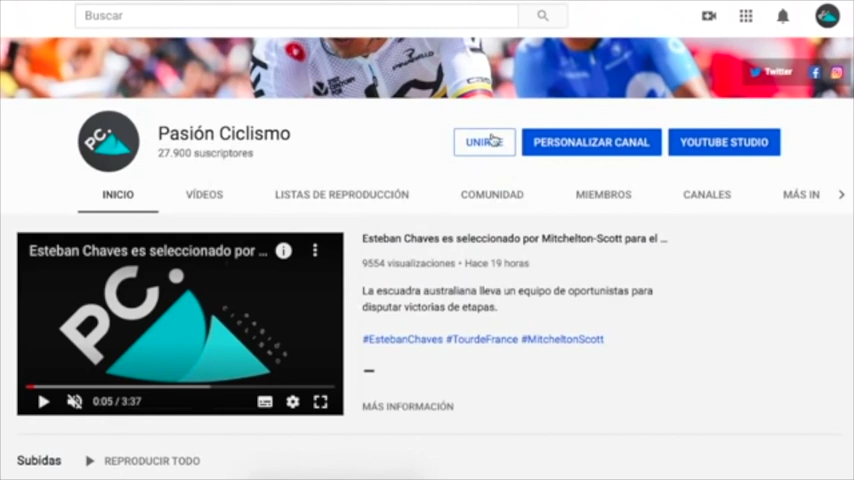 Buscar
Twitter
PC.
Pasión Ciclismo
27.900 suscriptores
PERSONALIZAR CANAL
YOUTUBE STUDIO
INICIO
VÍDEOS
LISTAS DE REPRODUCCIÓN
COMUNIDAD
MIEMBROS
CANALES
MÁS IN
Esteban Chaves es seleccionado por ...
PC.
0:05 / 3:37
Esteban Chaves es seleccionado por Mitchelton-Scott para el ...
9554 visualizaciones • Hace 19 horas
La escuadra australiana lleva un equipo de oportunistas para
disputar victorias de etapas.
#EstebanChaves #TourdeFrance #MitcheltonScott
MÁS INFORMACIÓN
Subidas
REPRODUCIR TODO